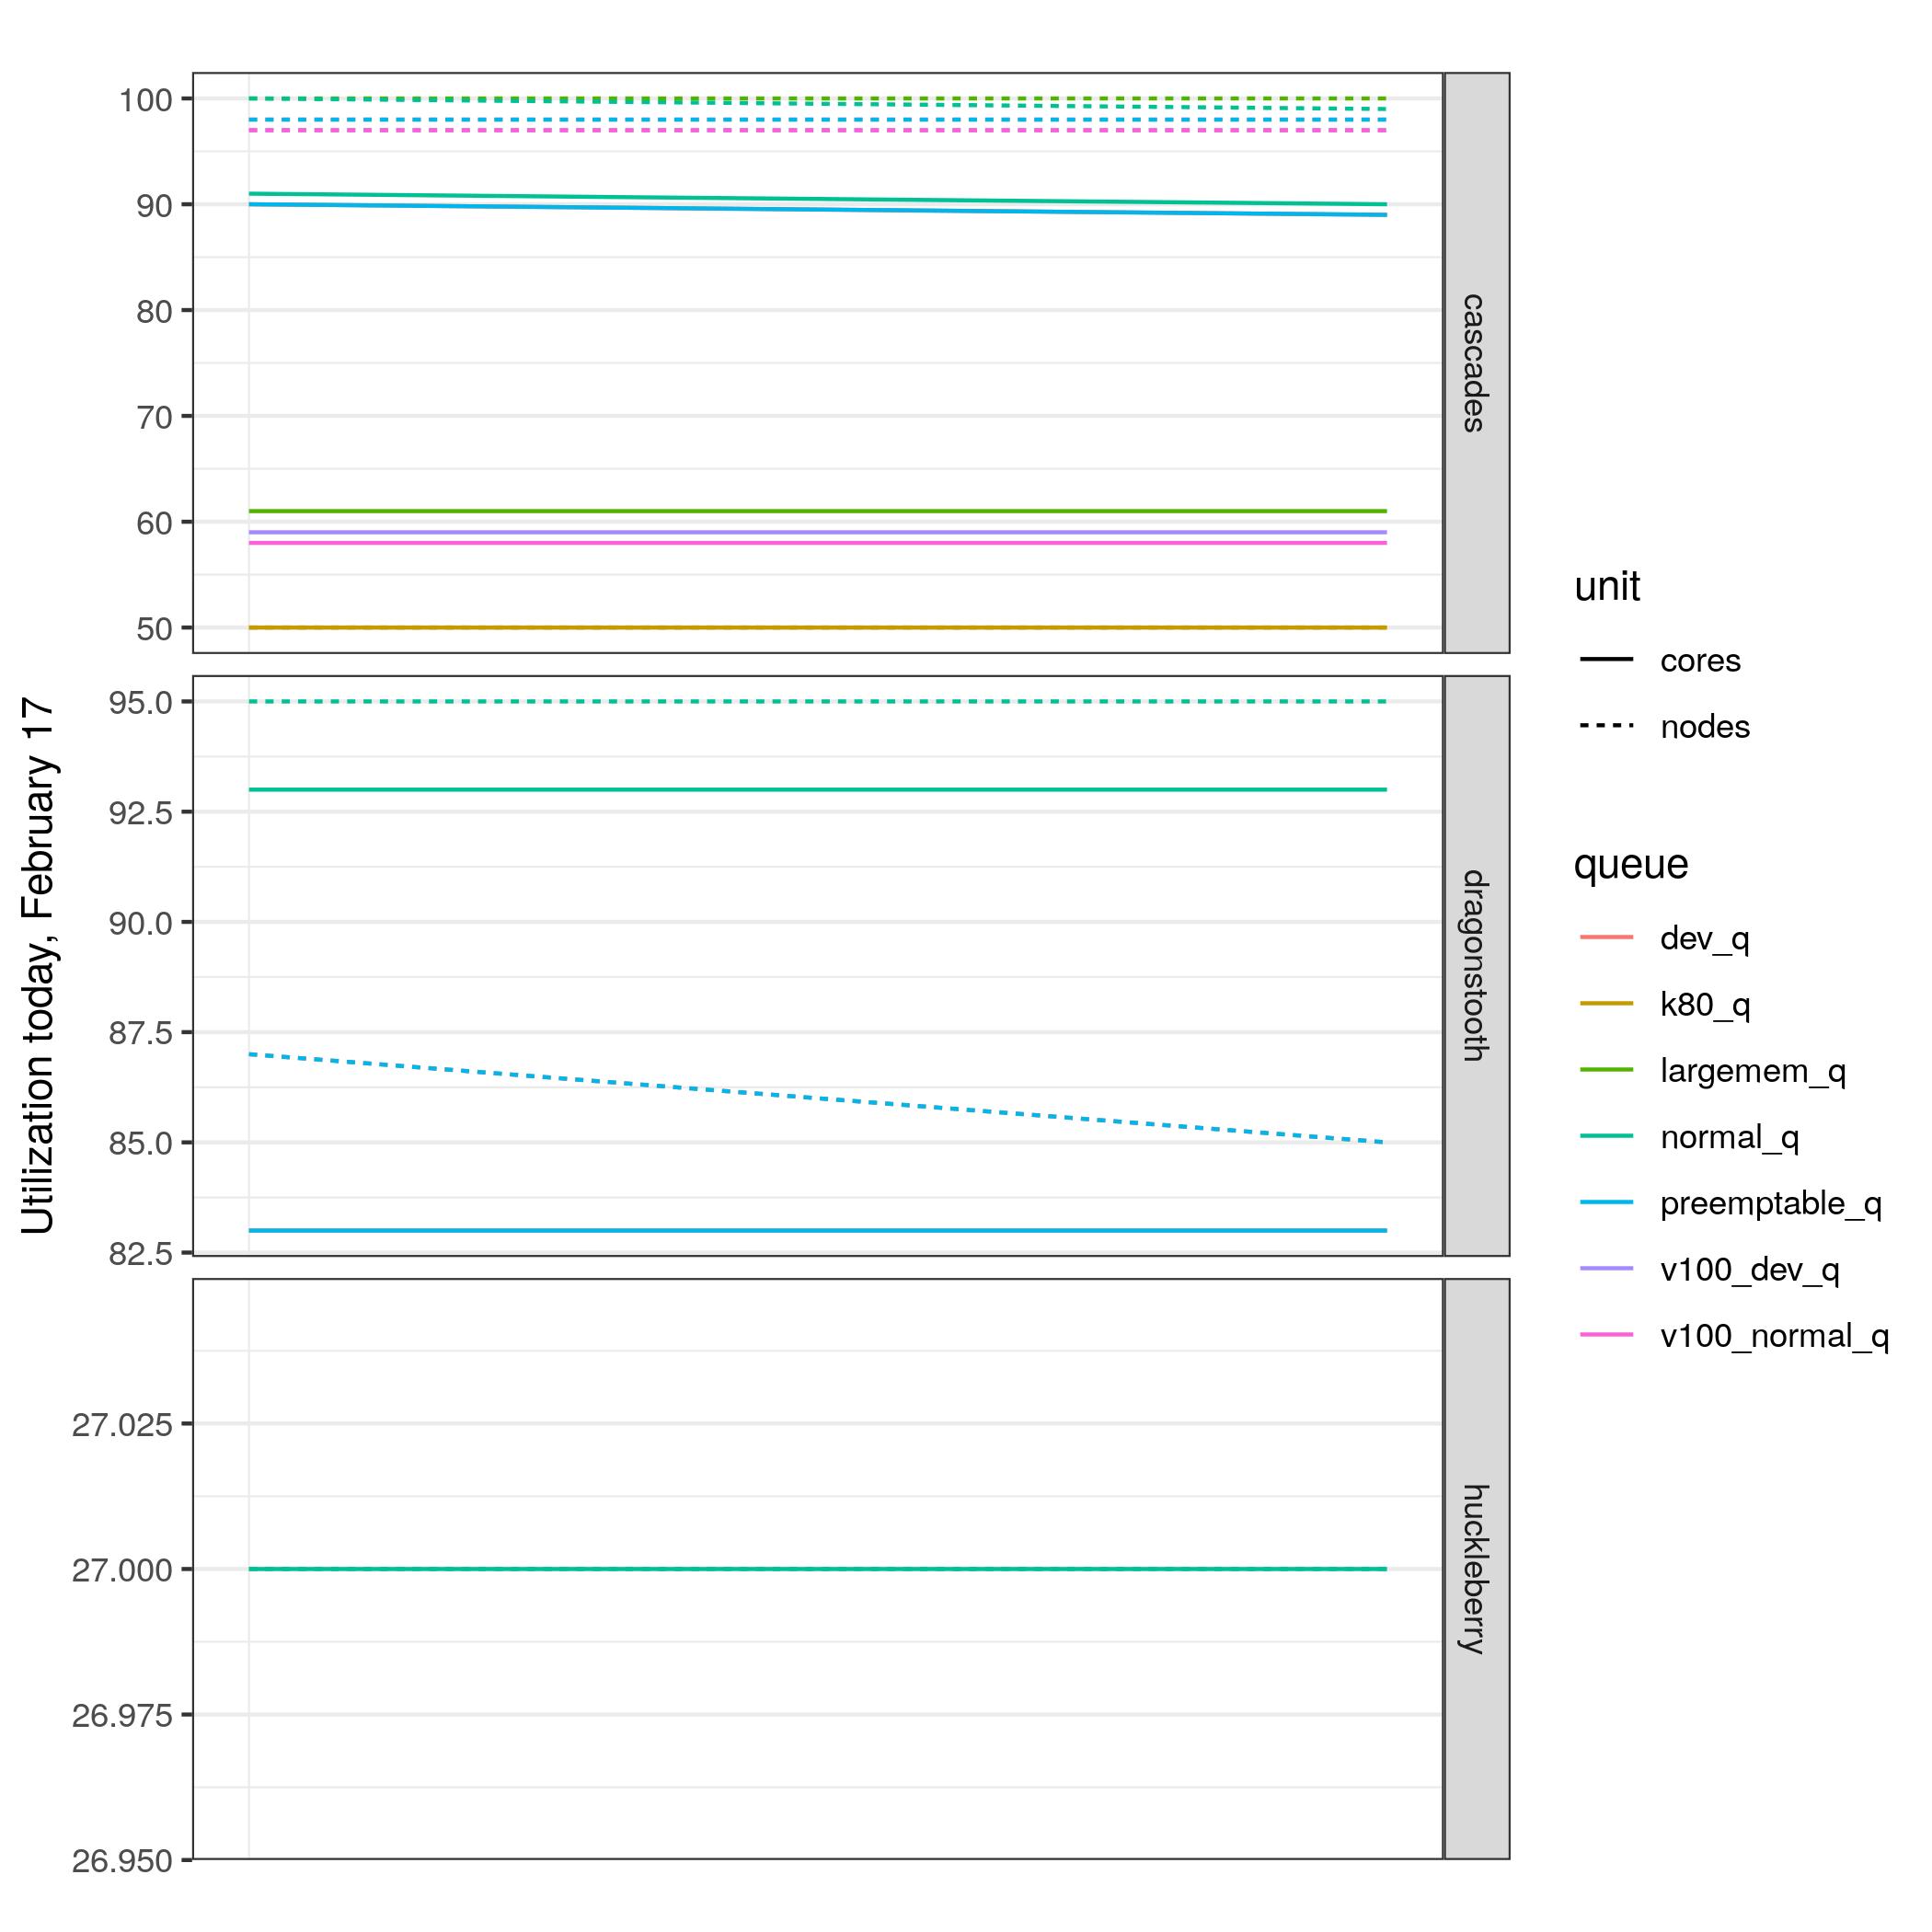 Utilization today, February 17
100
90
80
70
60
50
cascades
95.0
92.5
90.0
87.5
85.0
82.5
dragonstooth
27.025
27.000
26.975
26.950
huckleberry
unit
cores
nodes
queue
dev_q
k80_q
largemem_q
normal_q
preemptable_q
v100_dev_q
v100_normal_q